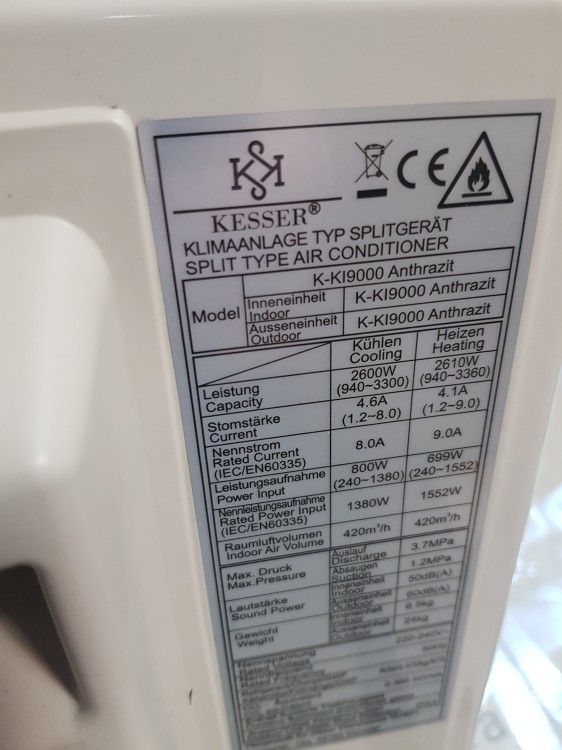 KESSER®
CE
KLIMAANLAGE TYP SPLITGERÄT
SPLIT TYPE AIR CONDITIONER
Model
K-KI9000 Anthrazit
Inneneinheit
Indoor
K-KI9000 Anthrazit
Ausseneinheit
Outdoor
K-KI9000 Anthrazit
Kühlen
Cooling
Heizen
Heating
Leistung
Capacity
2600W
(940~3300)
2610W
(940~3360)
Stomstärke
Current
4.6A
(1.2~8.0)
4.1A
(1.2~9.0)
Nennstrom
Rated Current
(IEC/EN60335)
8.0A
9.0A
Leistungsaufnahme
Power Input
800W
(240~1380)
699W
(240~1552)
Nennleistungsaufnahme
Rated Power Input
(IEC/EN60335)
1380W
1552W
Raumluftvolumen
Indoor Air Volume
420m³/h
420m³/h
Max. Druck
Max.Pressure
Auslauf
Discharge
3.7MPa
Absaugen
Suction
1.2MPa
Lautstärke
Sound Power
Inneneinheit
Indoor
50dB(A)
Ausseneinheit
Outdoor
60dB(A)
Gewicht
Weight
Inneneinheit
Indoor
6.5kg
Ausseneinheit
Outdoor
24kg
Nennspannung
Rated Voltage
220-240V~
50Hz